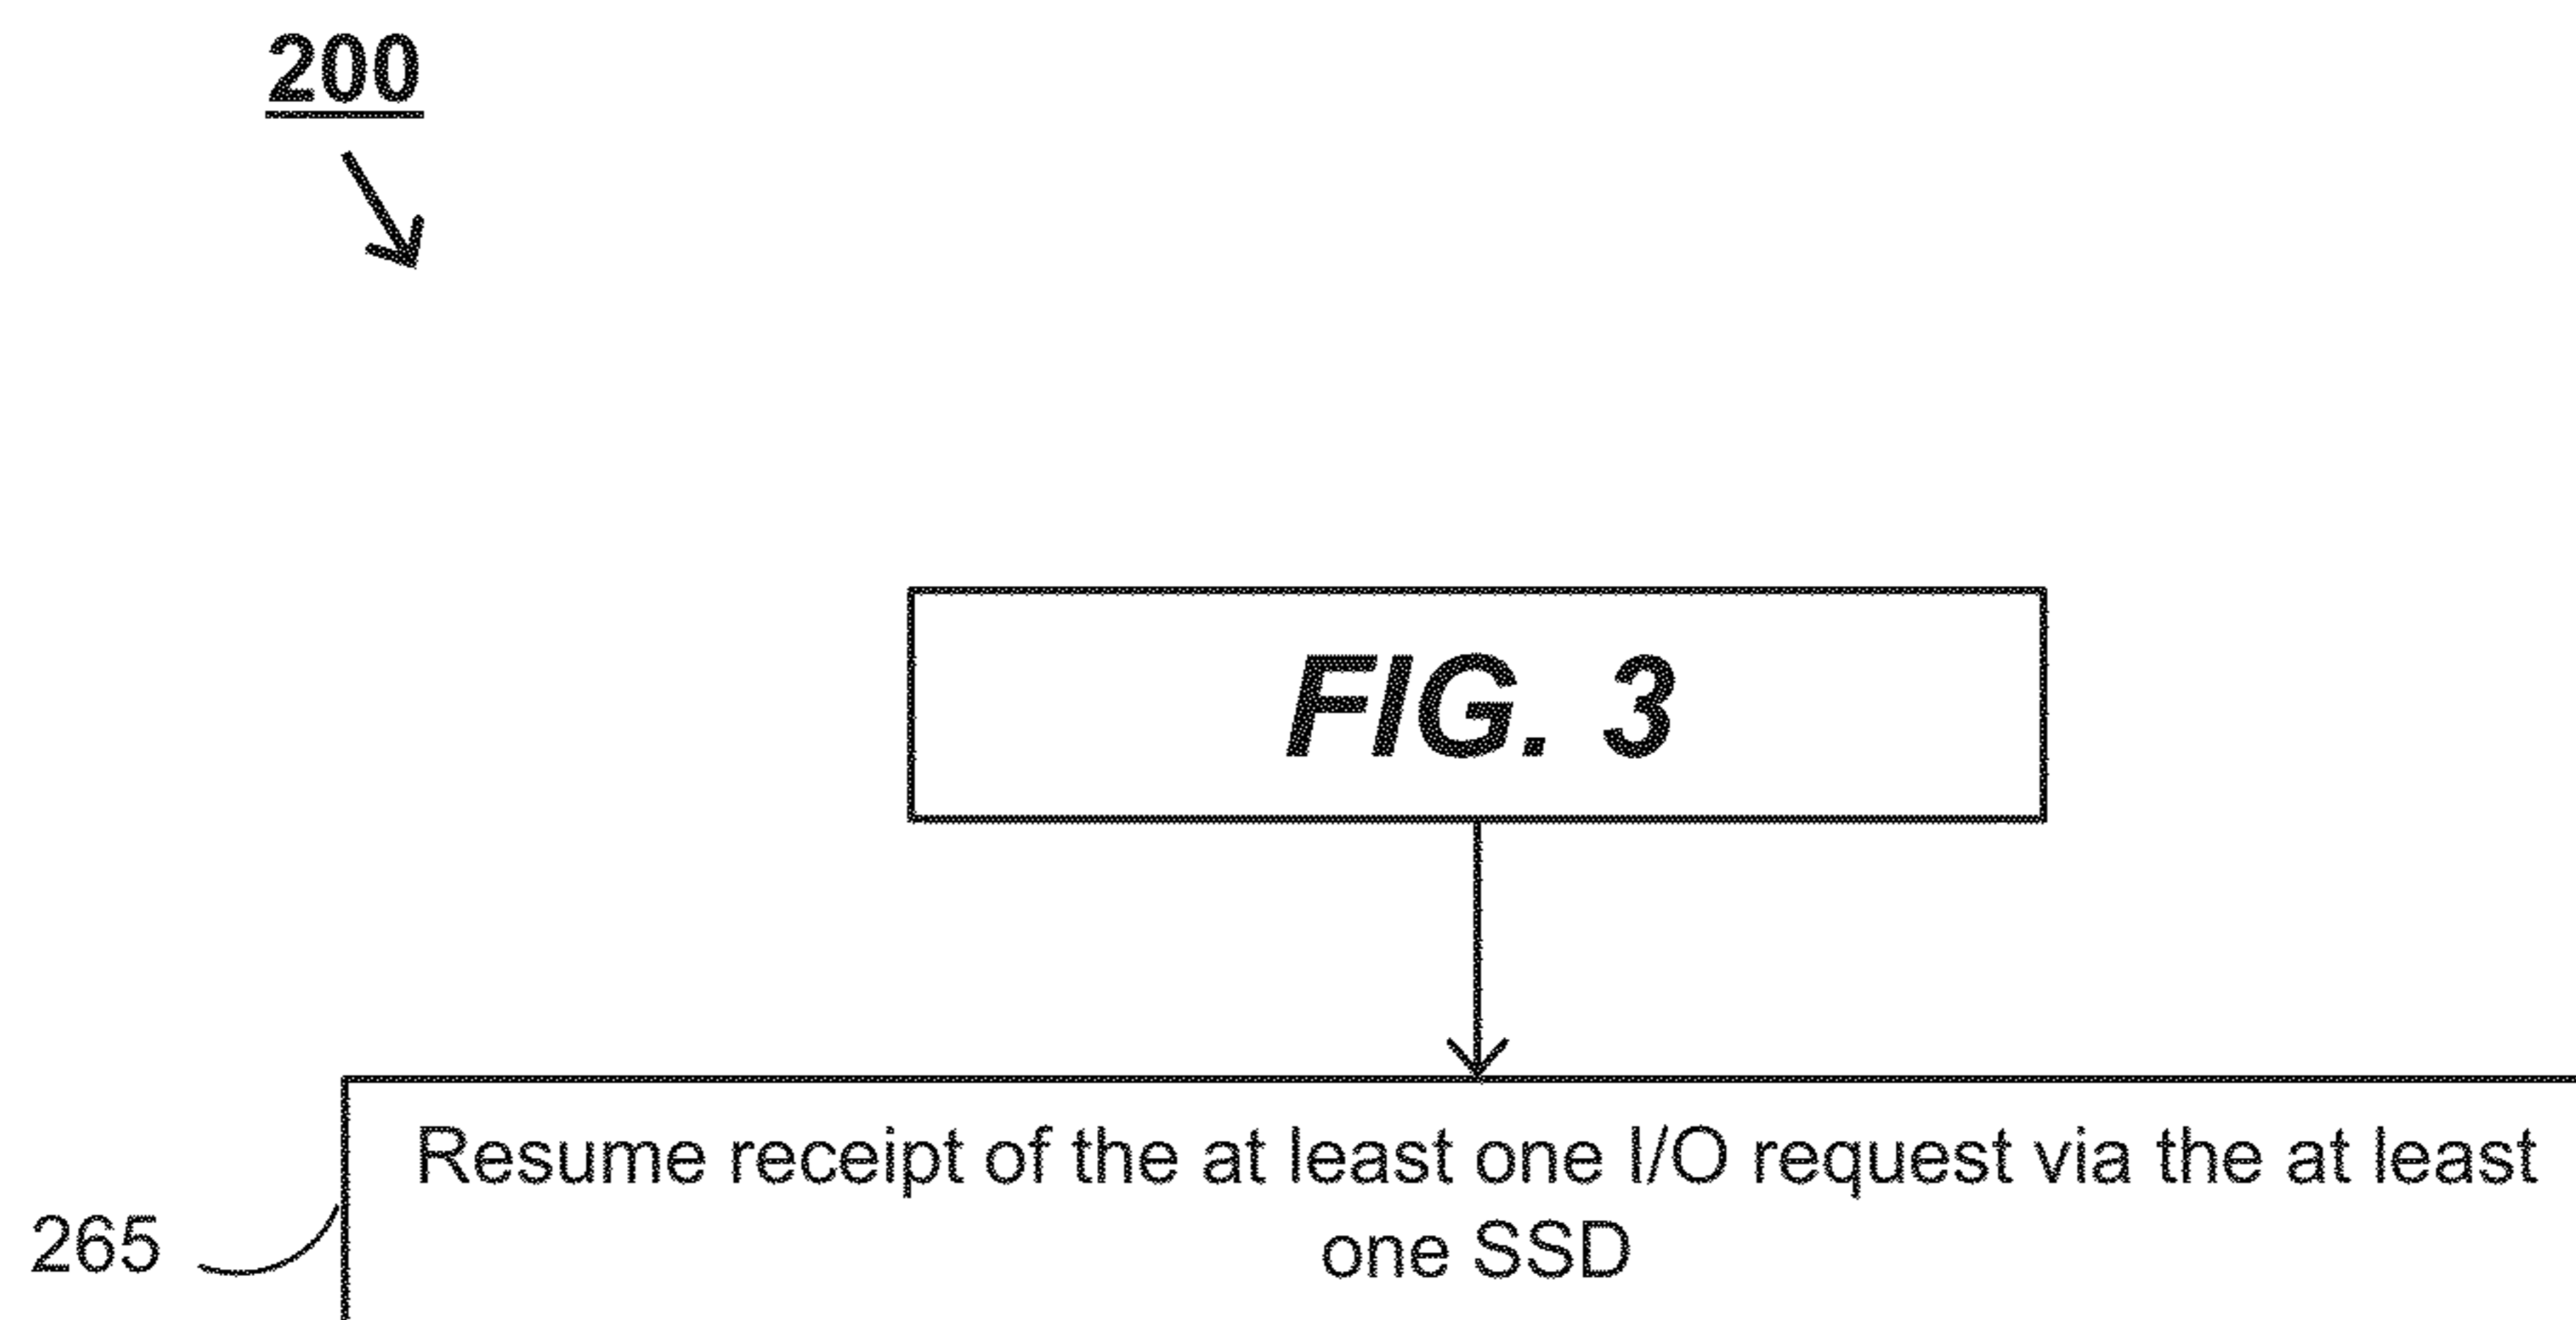 200
FIG. 3
Resume receipt of the at least one I/O request via the at least
one SSD
265